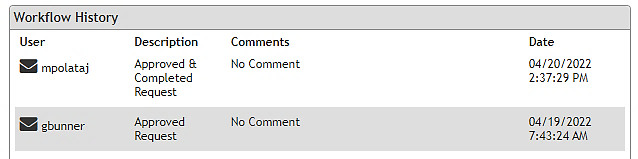 Workflow History
User Description Comments Date
mpolataj Approved & No Comment 04/20/2022
Completed 2:37:29 PM
Request
gbunner Approved No Comment 04/19/2022
Request 7:43:24 AM